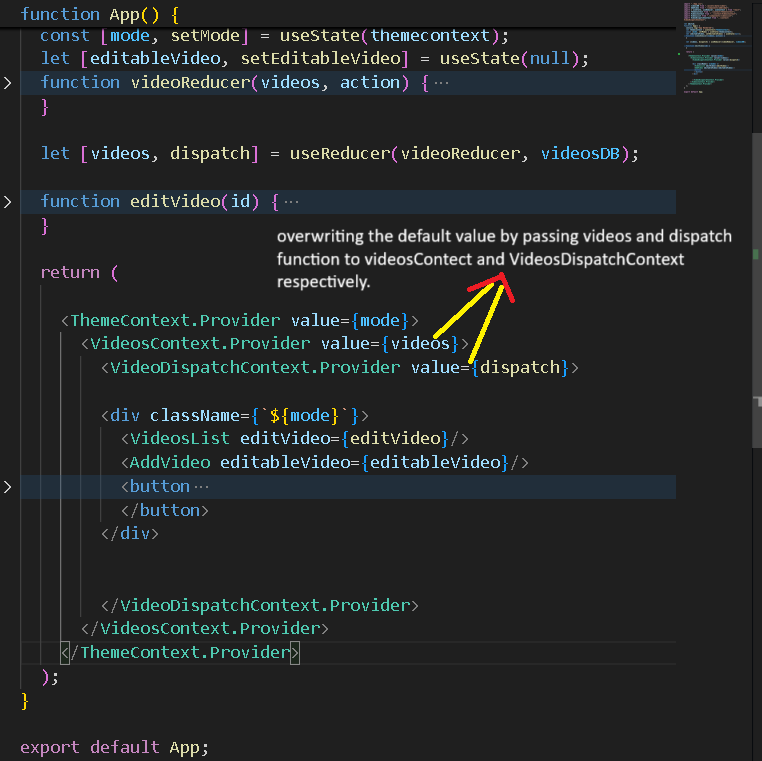 function App() {
const [mode, setMode] = useState(themecontext);
let [editableVideo, setEditableVideo] = useState(null);
function videoReducer(videos, action) { ···
}
let [videos, dispatch] = useReducer(videoReducer, videosDB);
function editVideo(id) { ···
}
overwriting the default value by passing videos and dispatch
function to videosContect and VideosDispatchContext
respectively.
return (
<ThemeContext.Provider value={mode}>
<VideosContext.Provider value={videos}>
<VideoDispatchContext.Provider value={dispatch}>
<div className={`${mode}`}>
<VideosList editVideo={editVideo}/>
<AddVideo editableVideo={editableVideo}/>
<button ···
</button>
</div>
</VideoDispatchContext.Provider>
</VideosContext.Provider>
</ThemeContext.Provider>
);
}
export default App;